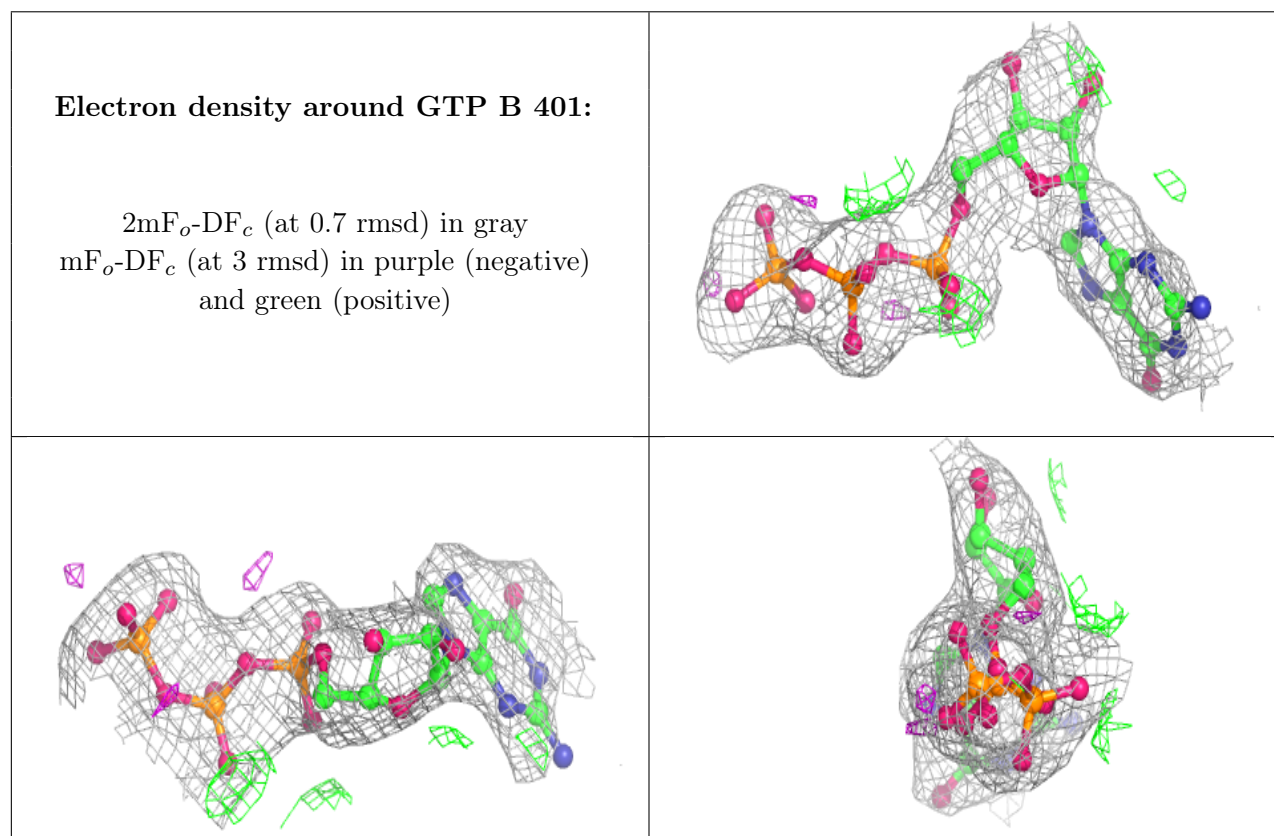 Electron density around GTP B 401:
2mFₒ-DF𝑐 (at 0.7 rmsd) in gray
mFₒ-DF𝑐 (at 3 rmsd) in purple (negative)
and green (positive)